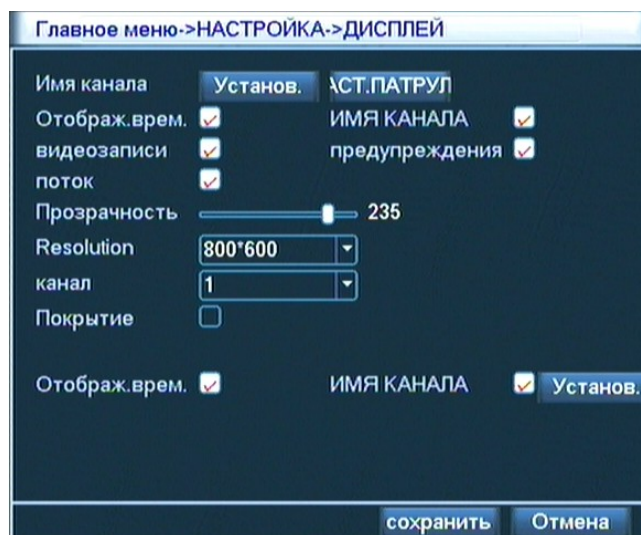 Главное меню->НАСТРОЙКА->ДИСПЛЕЙ
Имя канала Установ. АСТ.ПАТРУЛ
Отображ.врем. ИМЯ КАНАЛА
видеозаписи предупреждения
поток
Прозрачность 235
Resolution 800*600
канал 1
Покрытие
Отображ.врем. ИМЯ КАНАЛА Установ.
сохранить Отмена